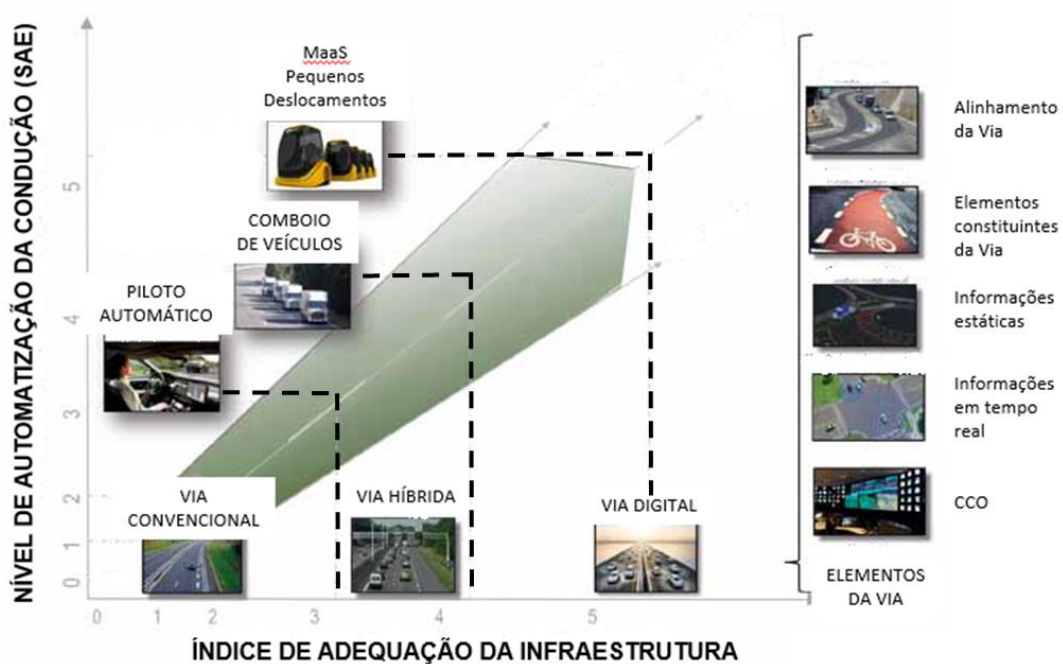 NÍVEL DE AUTOMATIZAÇÃO DA CONDUÇÃO (SAE)
5
4
3
2
1
0
MaaS
Pequenos
Deslocamentos
COMBOIO
DE VEÍCULOS
PILOTO
AUTOMÁTICO
VIA
CONVENCIONAL
VIA HÍBRIDA
VIA DIGITAL
0
1
2
3
4
5
ÍNDICE DE ADEQUAÇÃO DA INFRAESTRUTURA
Alinhamento
da Via
Elementos
constituintes
da Via
Informações
estáticas
Informações
em tempo
real
CCO
ELEMENTOS
DA VIA